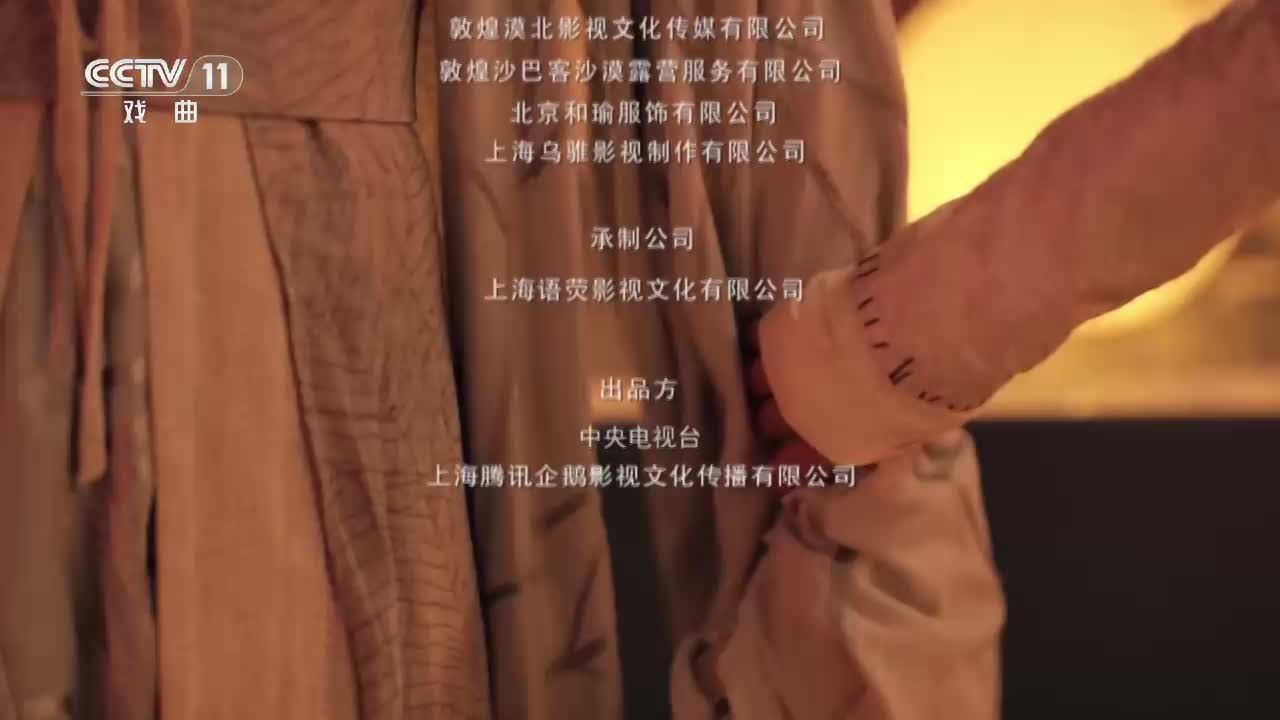 CCTV 11
戏曲
敦煌漠北影视文化传媒有限公司
敦煌沙巴客沙漠露营服务有限公司
北京和瑜服饰有限公司
上海乌骓影视制作有限公司
承制公司
上海语荧影视文化有限公司
出品方
中央电视台
上海腾讯企鹅影视文化传播有限公司